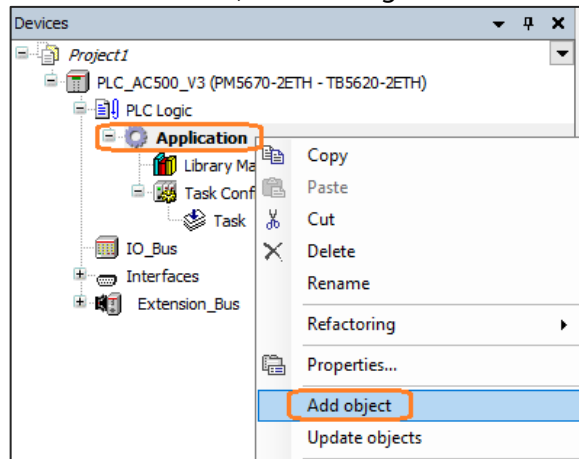 Devices
Project1
PLC_AC500_V3 (PM5670-2ETH - TB5620-2ETH)
PLC Logic
Application
Library Ma
Task Conf
Task
IO_Bus
Interfaces
Extension_Bus
Copy
Paste
Cut
Delete
Rename
Refactoring
Properties...
Add object
Update objects